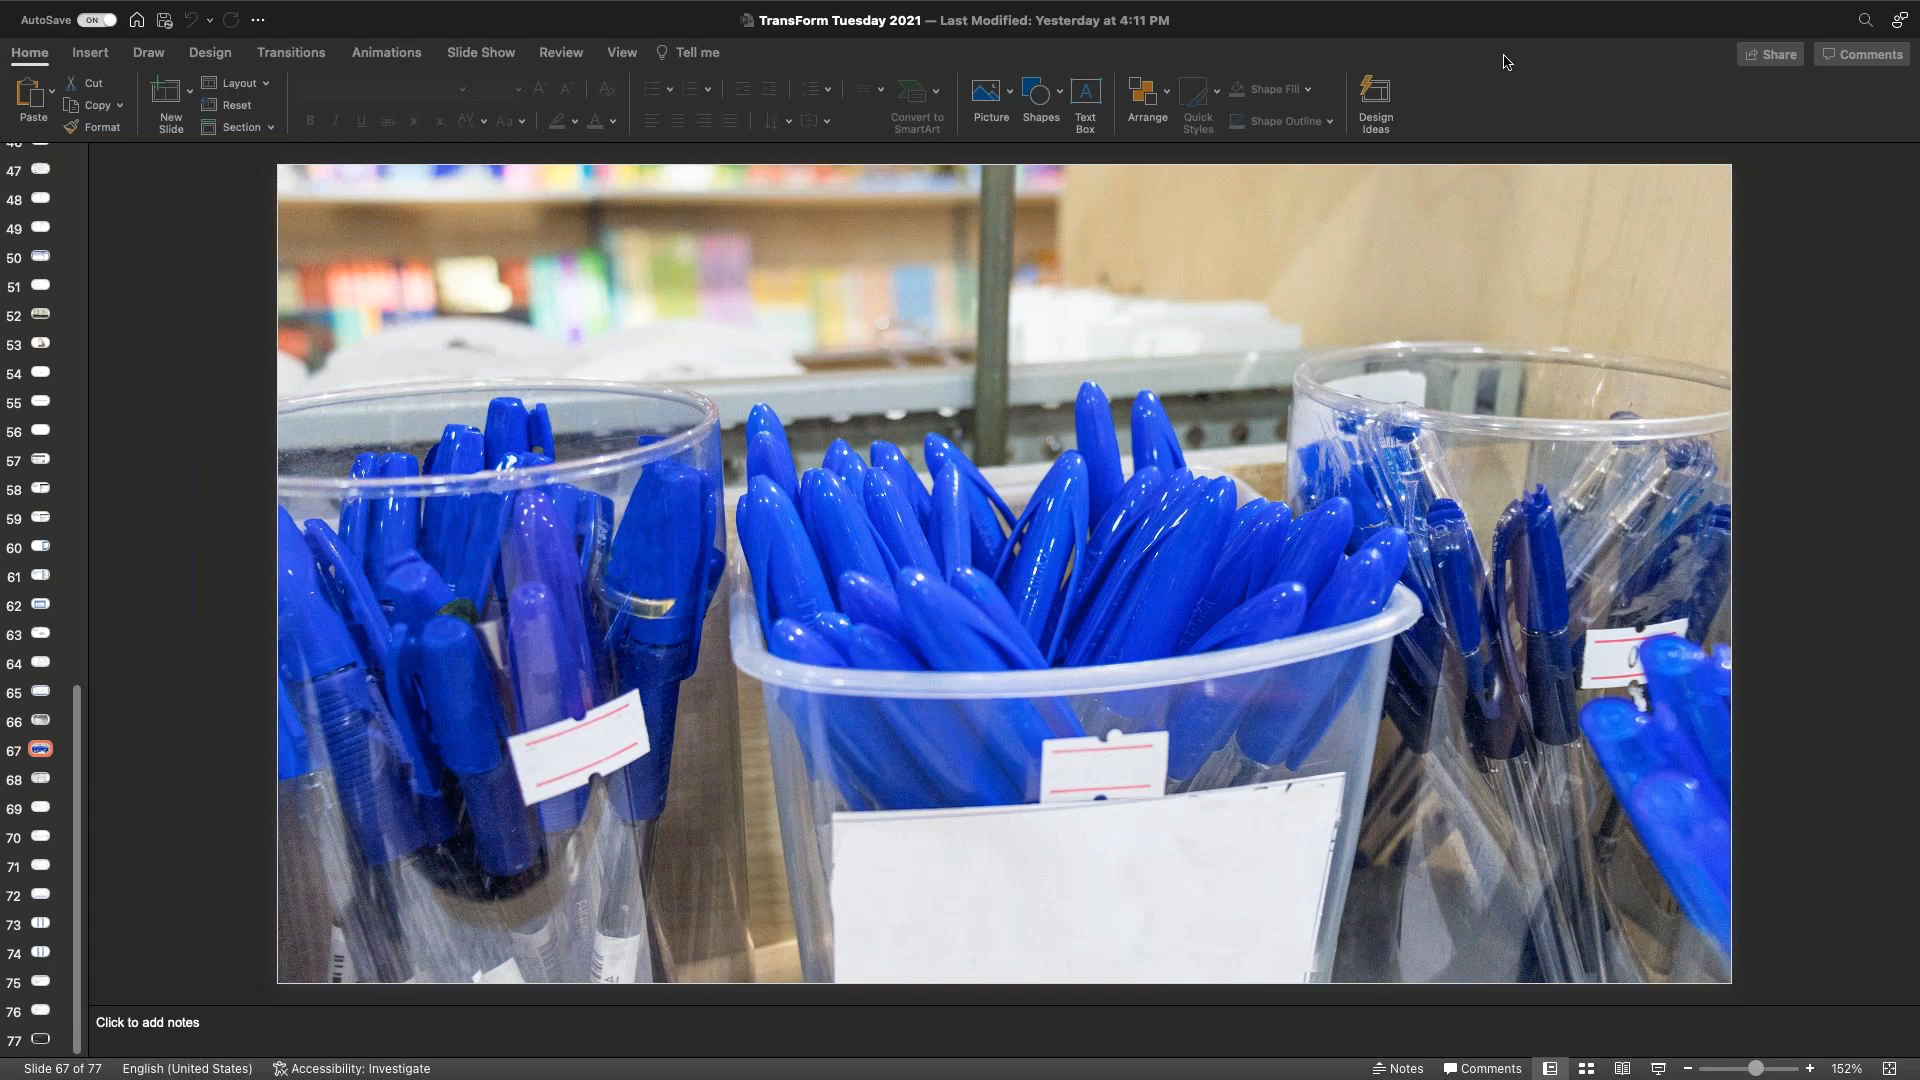 AutoSave ON
TransForm Tuesday 2021 — Last Modified: Yesterday at 4:11 PM
Home Insert Draw Design Transitions Animations Slide Show Review View Tell me
Share Comments
Paste
Cut
Copy
Format
New Slide
Layout
Reset
Section
Convert to SmartArt
Picture
Shapes
Text Box
Arrange
Quick Styles
Shape Fill
Shape Outline
Design Ideas
46
47
48
49
50
51
52
53
54
55
56
57
58
59
60
61
62
63
64
65
66
67
68
69
70
71
72
73
74
75
76
77
Click to add notes
Slide 67 of 77 English (United States) Accessibility: Investigate Notes Comments 152%